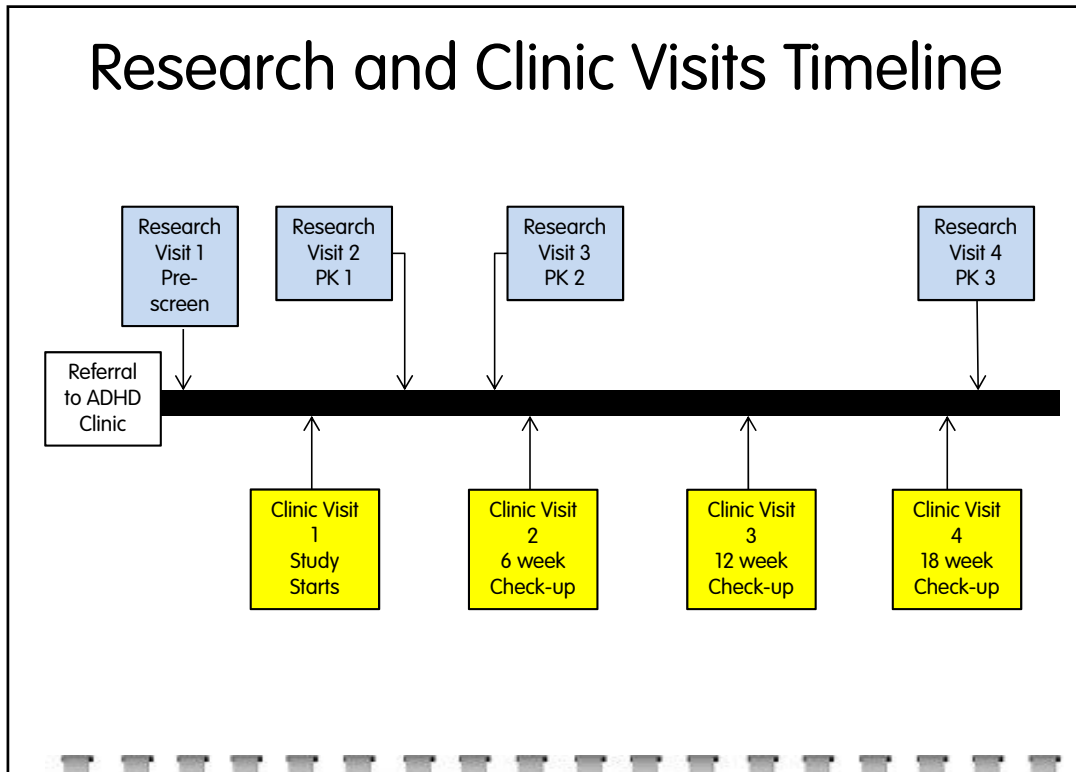 Research and Clinic Visits Timeline
Research
Visit 1
Pre-
screen
Research
Visit 2
PK 1
Research
Visit 3
PK 2
Research
Visit 4
PK 3
Referral
to ADHD
Clinic
Clinic Visit
1
Study
Starts
Clinic Visit
2
6 week
Check-up
Clinic Visit
3
12 week
Check-up
Clinic Visit
4
18 week
Check-up